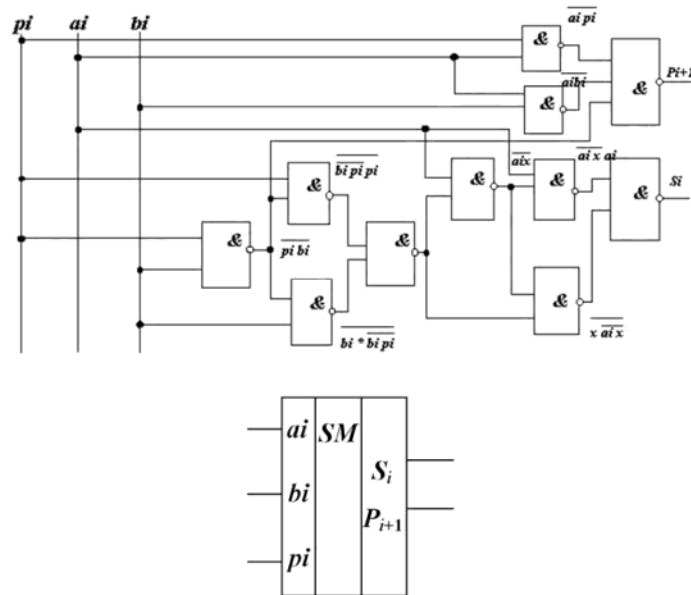 pi ai bi
&
ai pi
&
Pi+1
aibi
&
&
bi pi pi
&
&
aix
&
ai x ai
&
Si
&
pi bi
&
&
&
bi * bi pi
x ai x
ai SM
Si
bi
Pi+1
pi